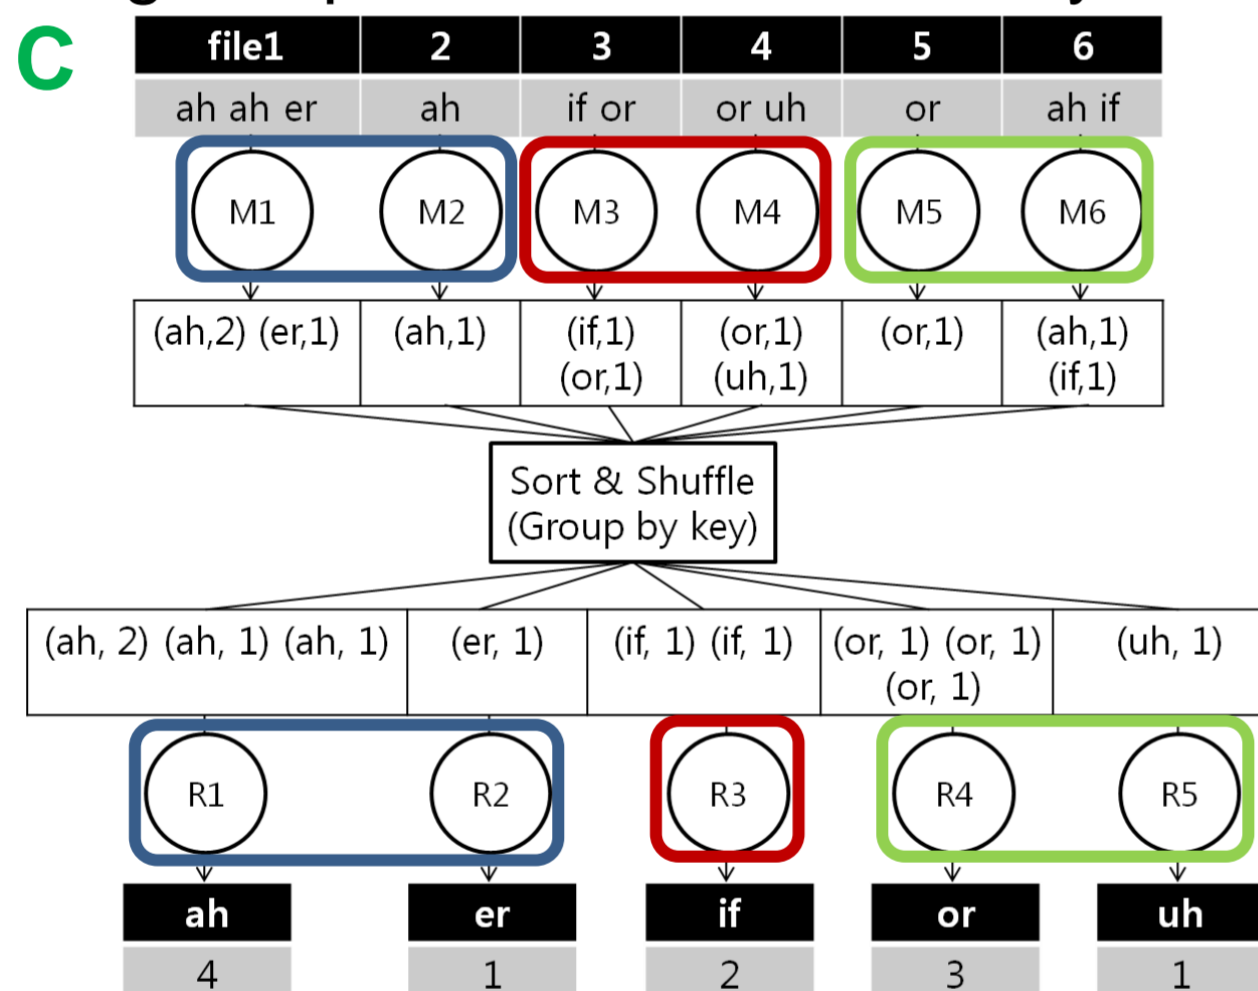 C
file1 2 3 4 5 6
ah ah er ah if or or uh or ah if
M1 M2 M3 M4 M5 M6
(ah,2) (er,1) (ah,1) (if,1) (or,1) (or,1) (ah,1)
(or,1) (uh,1) (if,1)
Sort & Shuffle
(Group by key)
(ah, 2) (ah, 1) (ah, 1) (er, 1) (if, 1) (if, 1) (or, 1) (or, 1) (uh, 1)
(or, 1)
R1 R2 R3 R4 R5
ah er if or uh
4 1 2 3 1